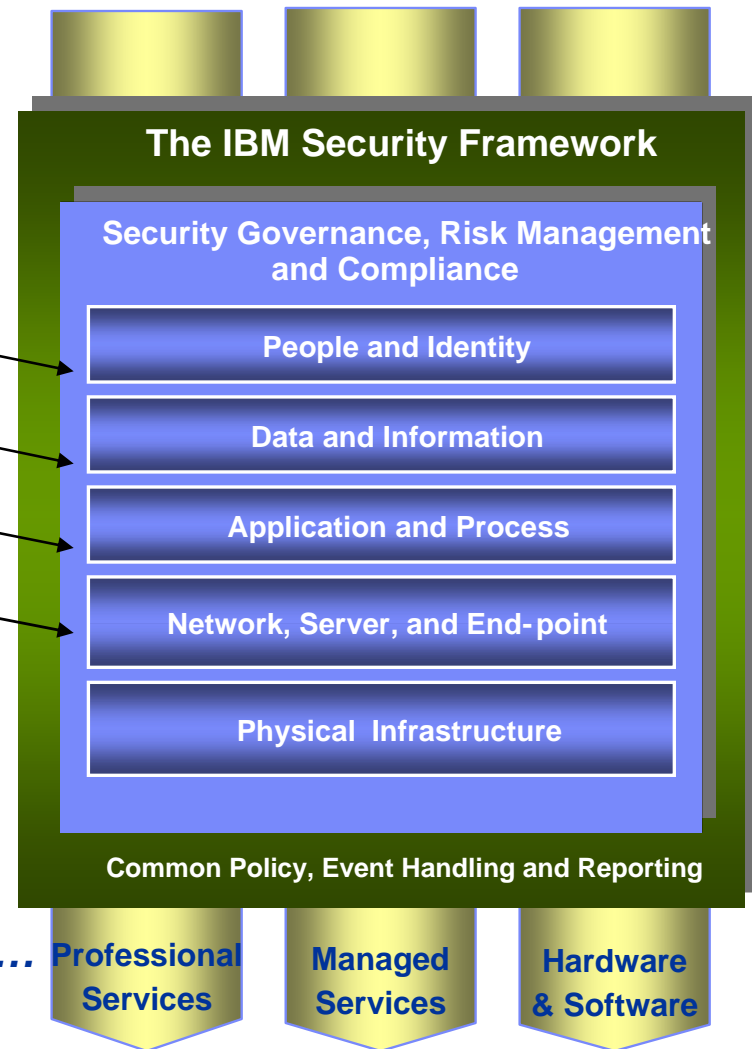 The IBM Security Framework
Security Governance, Risk Management
and Compliance
People and Identity
Data and Information
Application and Process
Network, Server, and End-point
Physical Infrastructure
Common Policy, Event Handling and Reporting
... Professional
Services
Managed
Services
Hardware
& Software